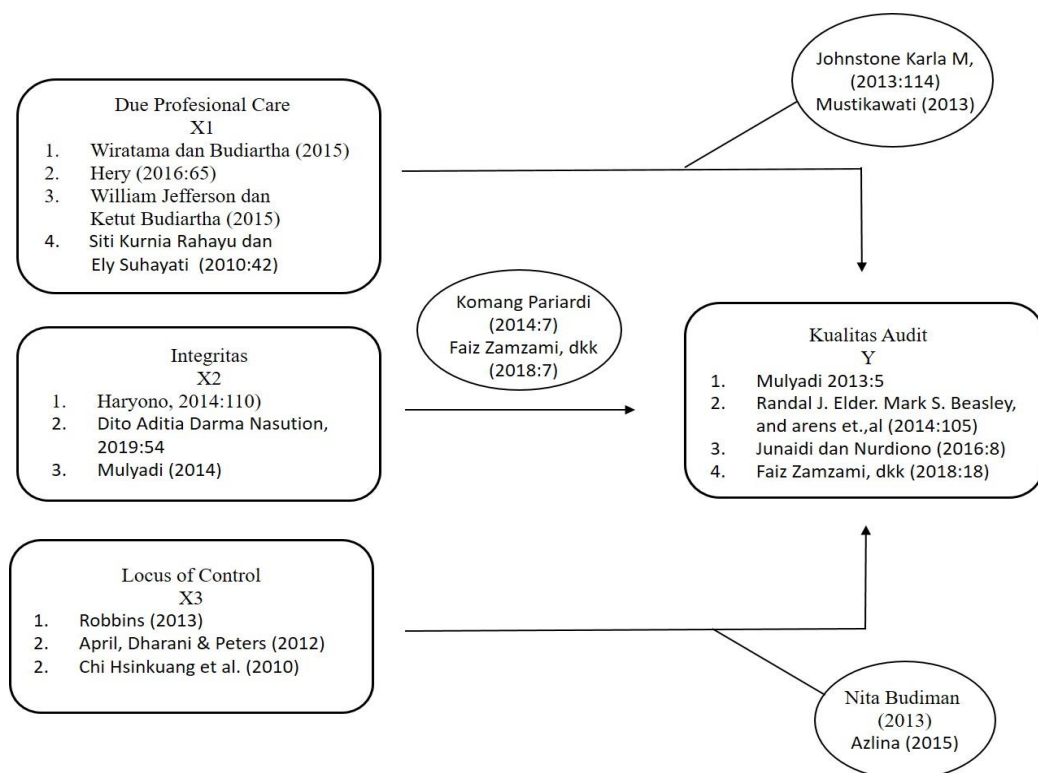 Johnstone Karla M,
(2013:114)
Mustikawati (2013)
Due Profesional Care
X1
1. Wiratama dan Budiartha (2015)
2. Hery (2016:65)
3. William Jefferson dan
Ketut Budiartha (2015)
4. Siti Kurnia Rahayu dan
Ely Suhayati (2010:42)
Komang Pariardi
(2014:7)
Faiz Zamzami, dkk
(2018:7)
Integritas
X2
1. Haryono, 2014:110)
2. Dito Aditia Darma Nasution,
2019:54
3. Mulyadi (2014)
Kualitas Audit
Y
1. Mulyadi 2013:5
2. Randal J. Elder. Mark S. Beasley,
and arens et.,al (2014:105)
3. Junaidi dan Nurdiono (2016:8)
4. Faiz Zamzami, dkk (2018:18)
Locus of Control
X3
1. Robbins (2013)
2. April, Dharani & Peters (2012)
2. Chi Hsinkuang et al. (2010)
Nita Budiman
(2013)
Azlina (2015)